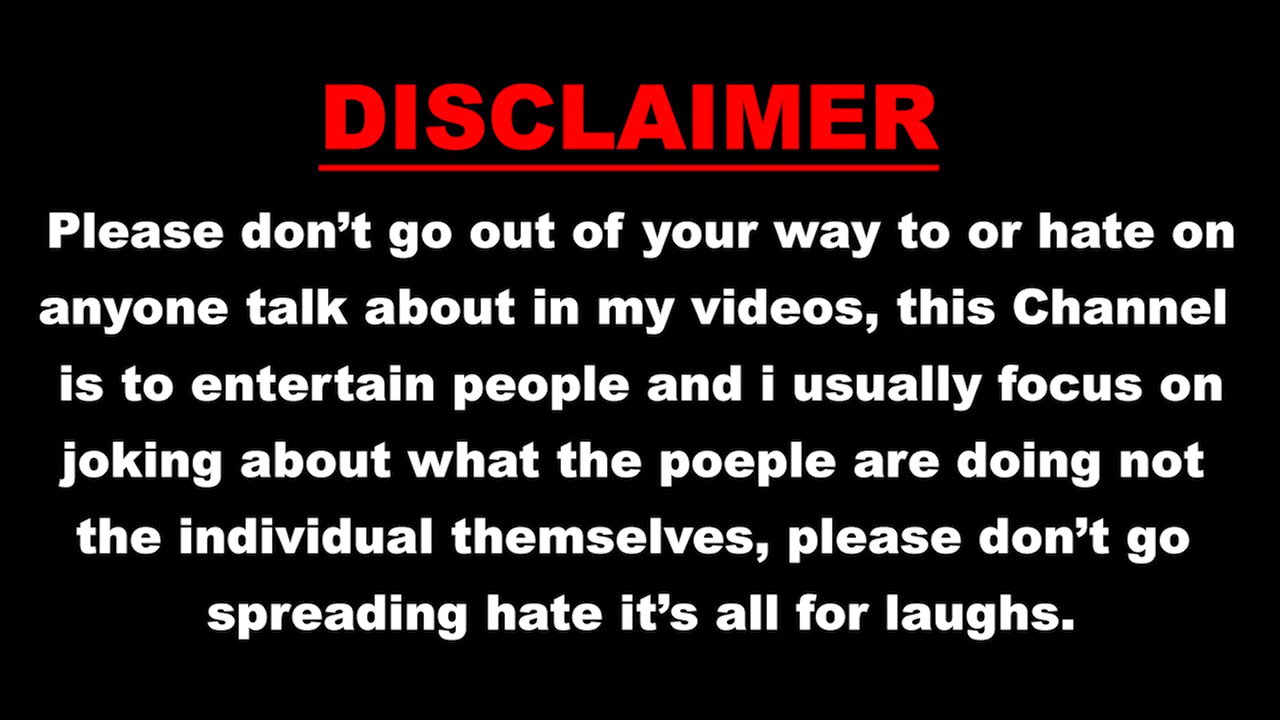 DISCLAIMER
Please don’t go out of your way to or hate on
anyone talk about in my videos, this Channel
is to entertain people and i usually focus on
joking about what the poeple are doing not
the individual themselves, please don’t go
spreading hate it’s all for laughs.